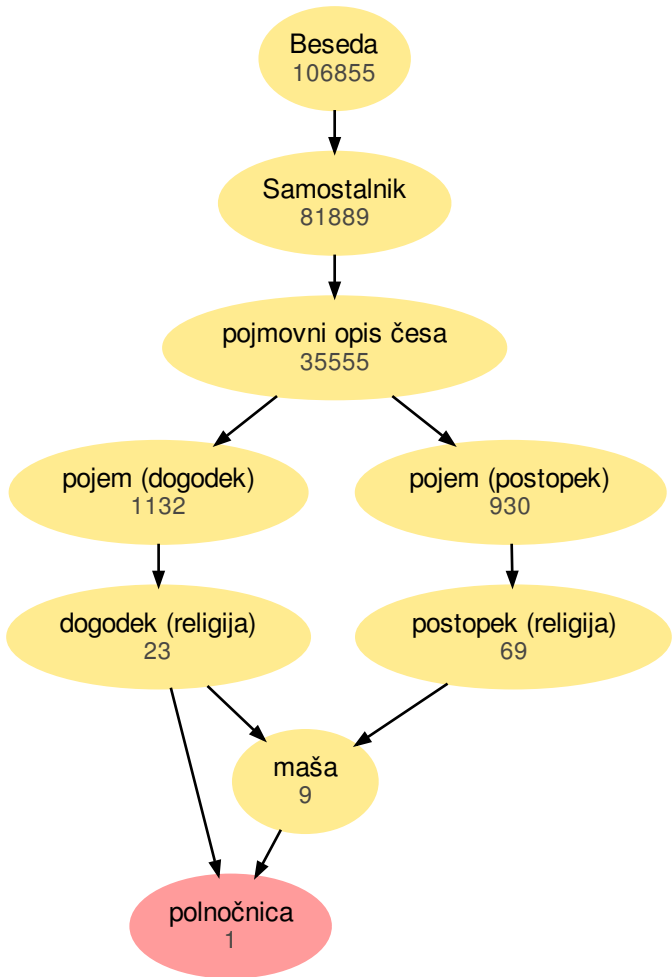 Beseda
106855
Samostalnik
81889
pojmovni opis česa
35555
pojem (dogodek)
1132
pojem (postopek)
930
dogodek (religija)
23
postopek (religija)
69
maša
9
polnočnica
1